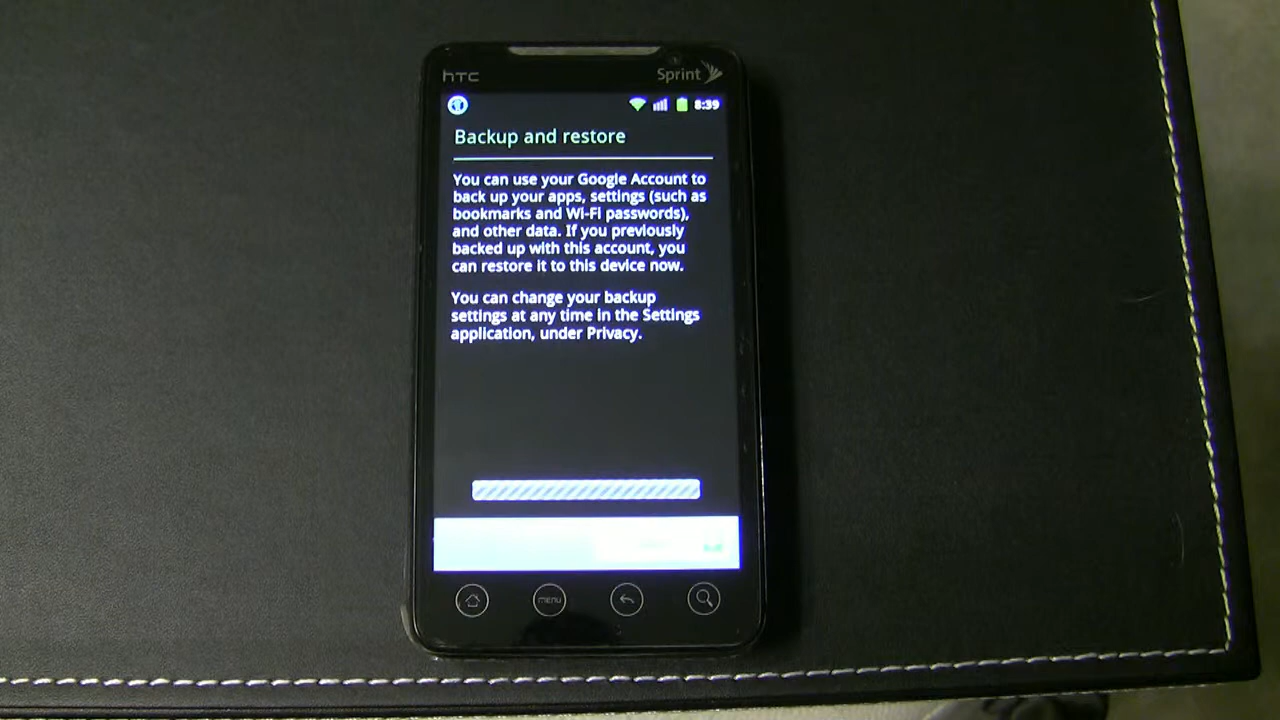 hTC
Sprint
8:39
Backup and restore
You can use your Google Account to
back up your apps, settings (such as
bookmarks and Wi-Fi passwords),
and other data. If you previously
backed up with this account, you
can restore it to this device now.
You can change your backup
settings at any time in the Settings
application, under Privacy.
MENU